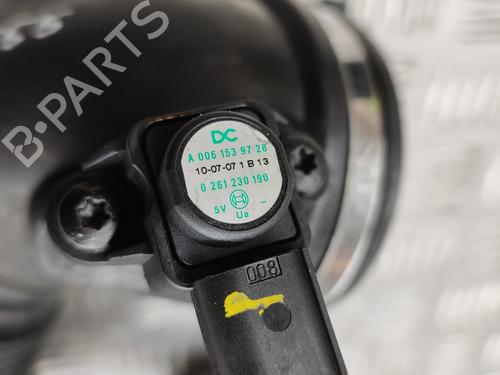 B-PARTS
DC
A 006 153 97 28
10-07-07 1 B 13
0 261 230 190
5V Ua –
008